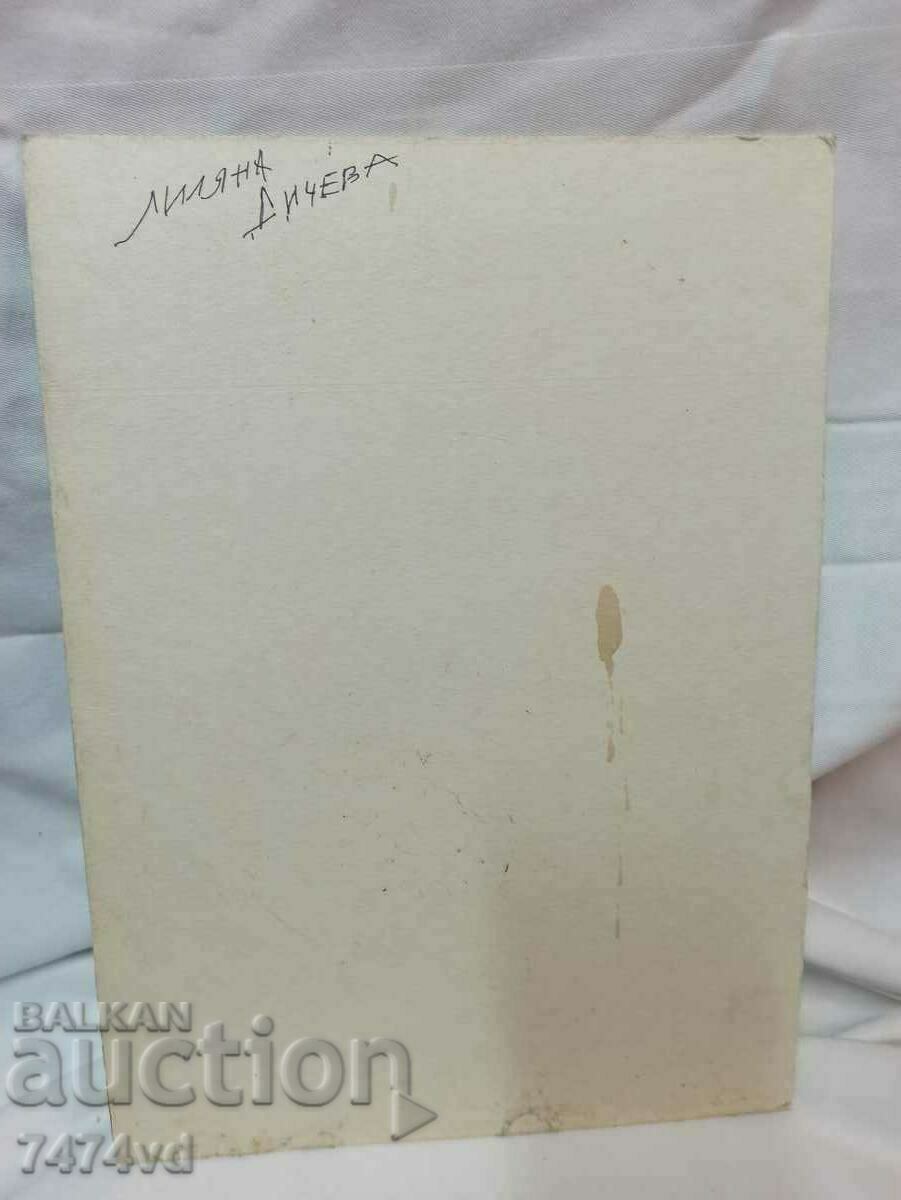 ЛИЛЯНА
ДИЧЕВА
BALKAN
auction
7474vd